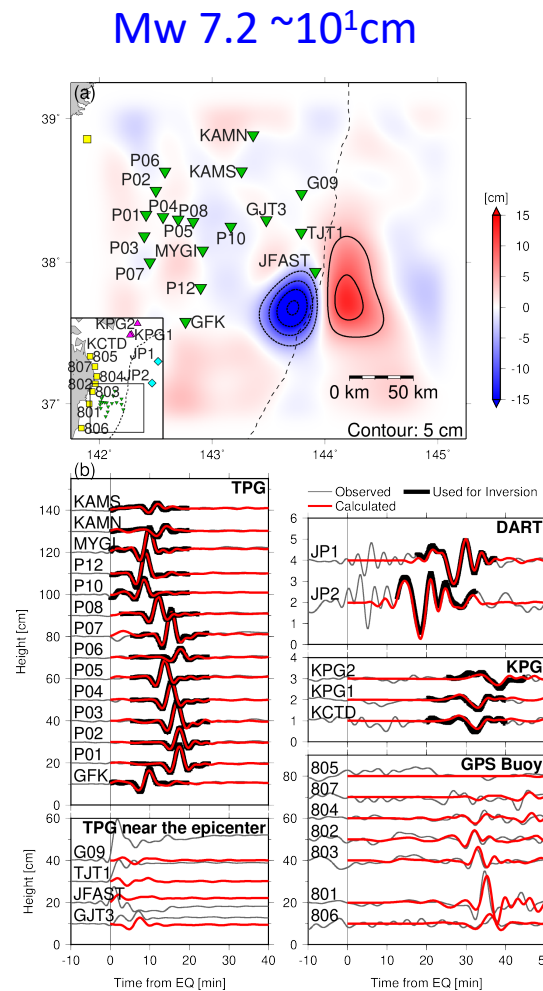 Mw 7.2 ~10¹cm
(a)
39˚
38˚
37˚
142˚
143˚
144˚
145˚
KAMN
P06
KAMS
P02
G09
P04
P08
P01
GJT3
P05
P10
TJT1
P03
MYGI
P07
JFAST
P12
GFK
KPG2
KPG1
KCTD
JP1
805
807
804
JP2
802
803
801
806
0 km
50 km
Contour: 5 cm
[cm]
15
10
5
0
−5
−10
−15
(b)
TPG
KAMS
KAMN
MYGI
P12
P10
P08
P07
P06
P05
P04
P03
P02
P01
GFK
140
120
100
80
60
40
20
0
Height [cm]
TPG near the epicenter
G09
TJT1
JFAST
GJT3
60
40
20
0
Height [cm]
-10
0
10
20
30
40
Time from EQ [min]
Observed
Used for Inversion
Calculated
DART
JP1
JP2
6
5
4
3
2
1
0
KPG
KPG2
KPG1
KCTD
4
3
2
1
0
GPS Buoy
805
807
804
802
803
801
806
80
60
40
20
0
-10
0
10
20
30
40
50
Time from EQ [min]